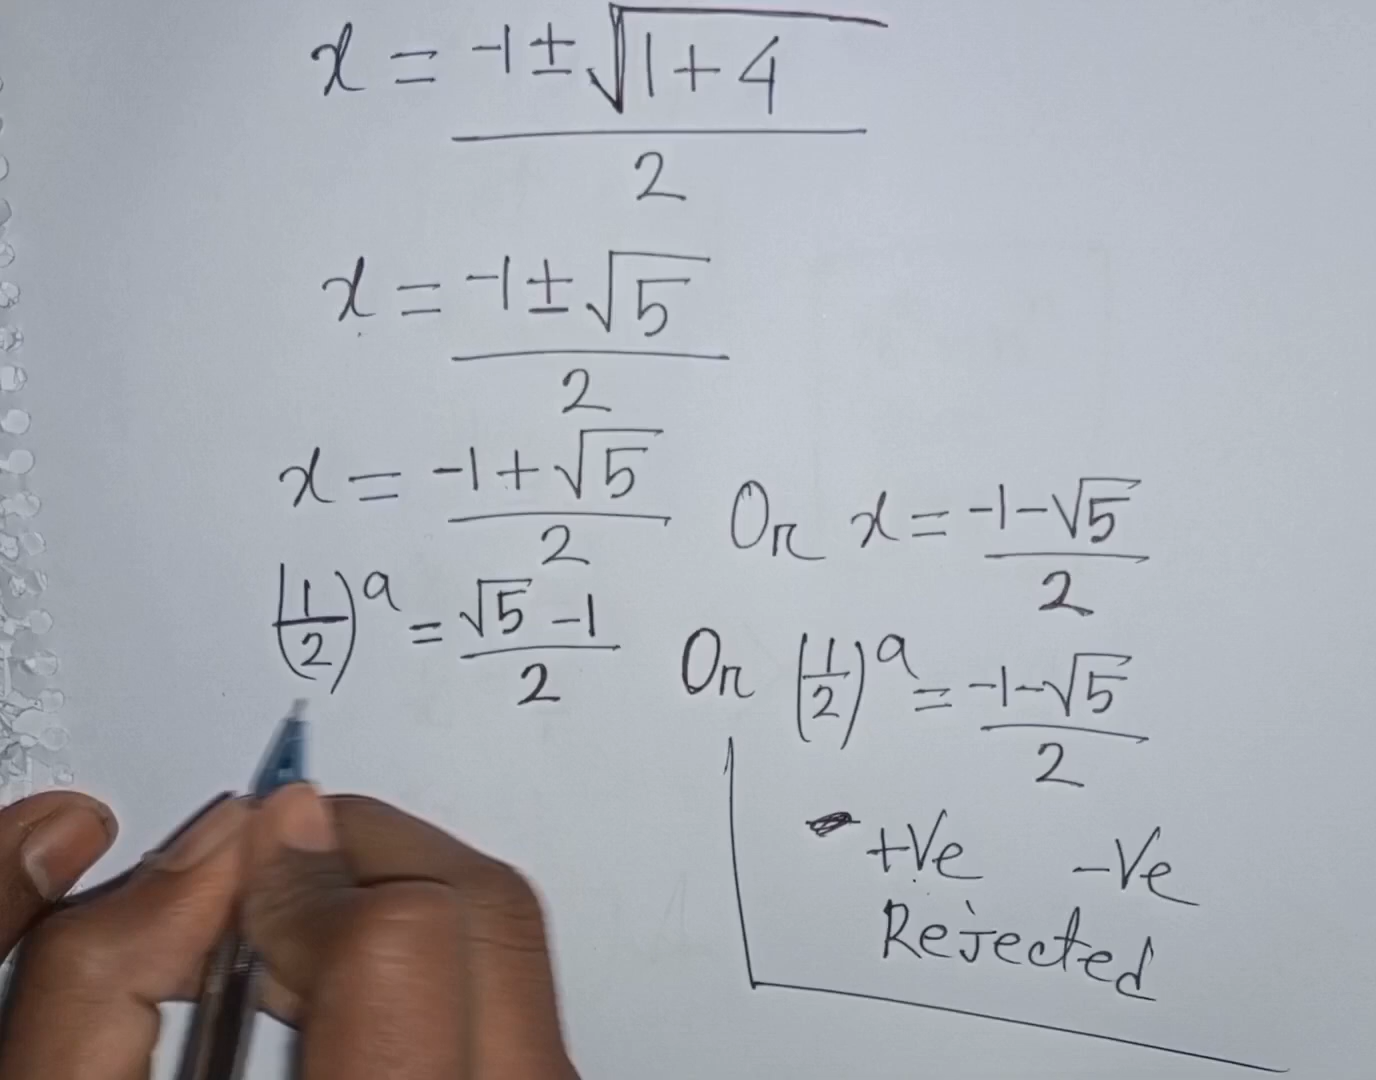 x = (-1 ± √(1+4))/2
x = (-1 ± √5)/2
x = (-1+√5)/2 Or x = (-1-√5)/2
(1/2)^a = (√5 -1)/2 Or (1/2)^a = (-1-√5)/2
+Ve -Ve
Rejected